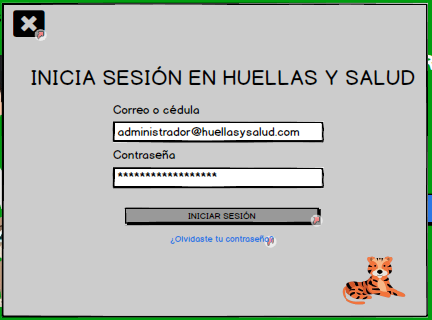 INICIA SESIÓN EN HUELLAS Y SALUD
Correo o cédula
administrador@huellasysalud.com
Contraseña
******************
INICIAR SESIÓN
¿Olvidaste tu contraseña?